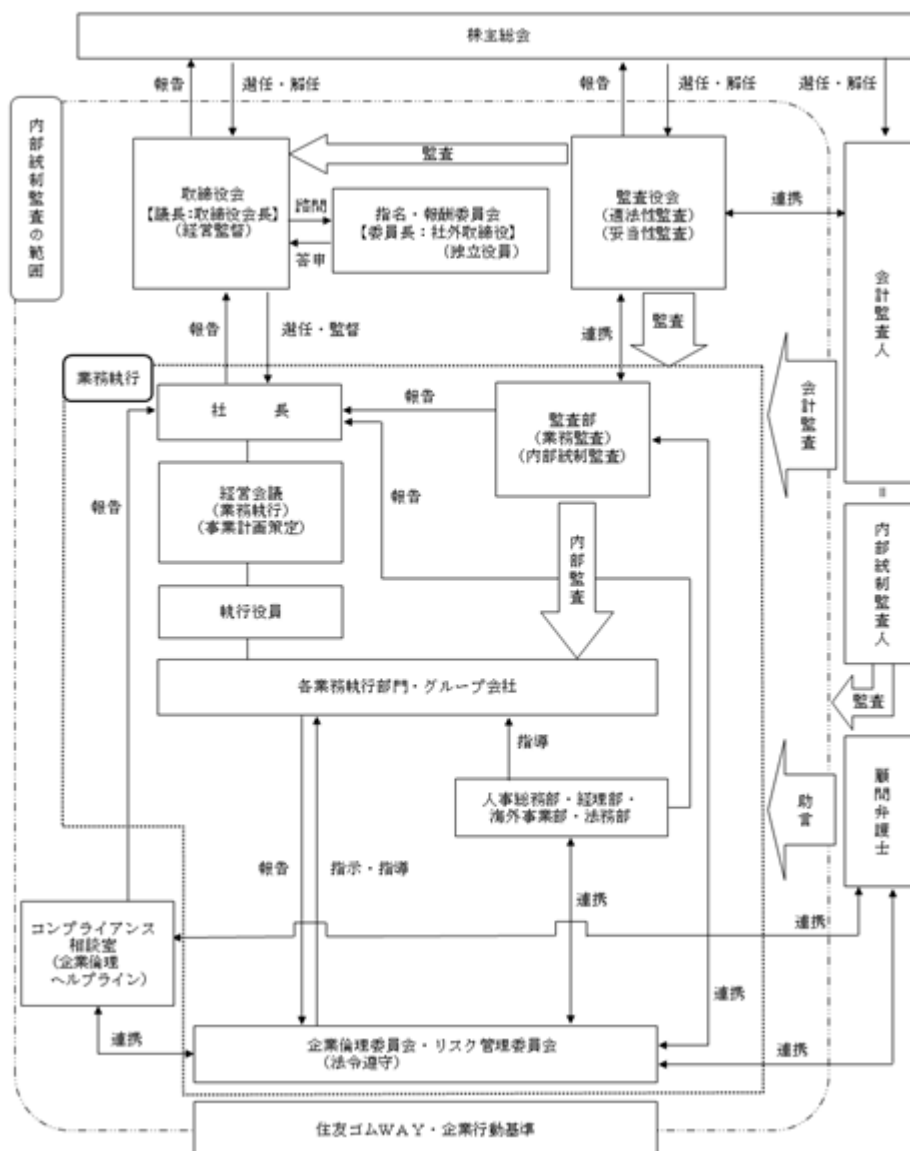 株主総会
報告
選任・解任
報告
選任・解任
選任・解任
内部統制監査の範囲
取締役会
【議長:取締役会長】
(経営監督)
諮問
答申
指名・報酬委員会
【委員長:社外取締役】
(独立役員)
監査
監査役会
(適法性監査)
(妥当性監査)
連携
会計監査人
報告
選任・監督
連携
監査
業務執行
社 長
報告
監査部
(業務監査)
(内部統制監査)
会計監査
報告
経営会議
(業務執行)
(事業計画策定)
報告
内部監査
=
内部統制監査人
執行役員
各業務執行部門・グループ会社
監査
指導
人事総務部・経理部・
海外事業部・法務部
助言
顧問弁護士
報告
指示・指導
連携
連携
コンプライアンス
相談室
(企業倫理
ヘルプライン)
連携
連携
連携
企業倫理委員会・リスク管理委員会
(法令遵守)
住友ゴムWAY・企業行動基準